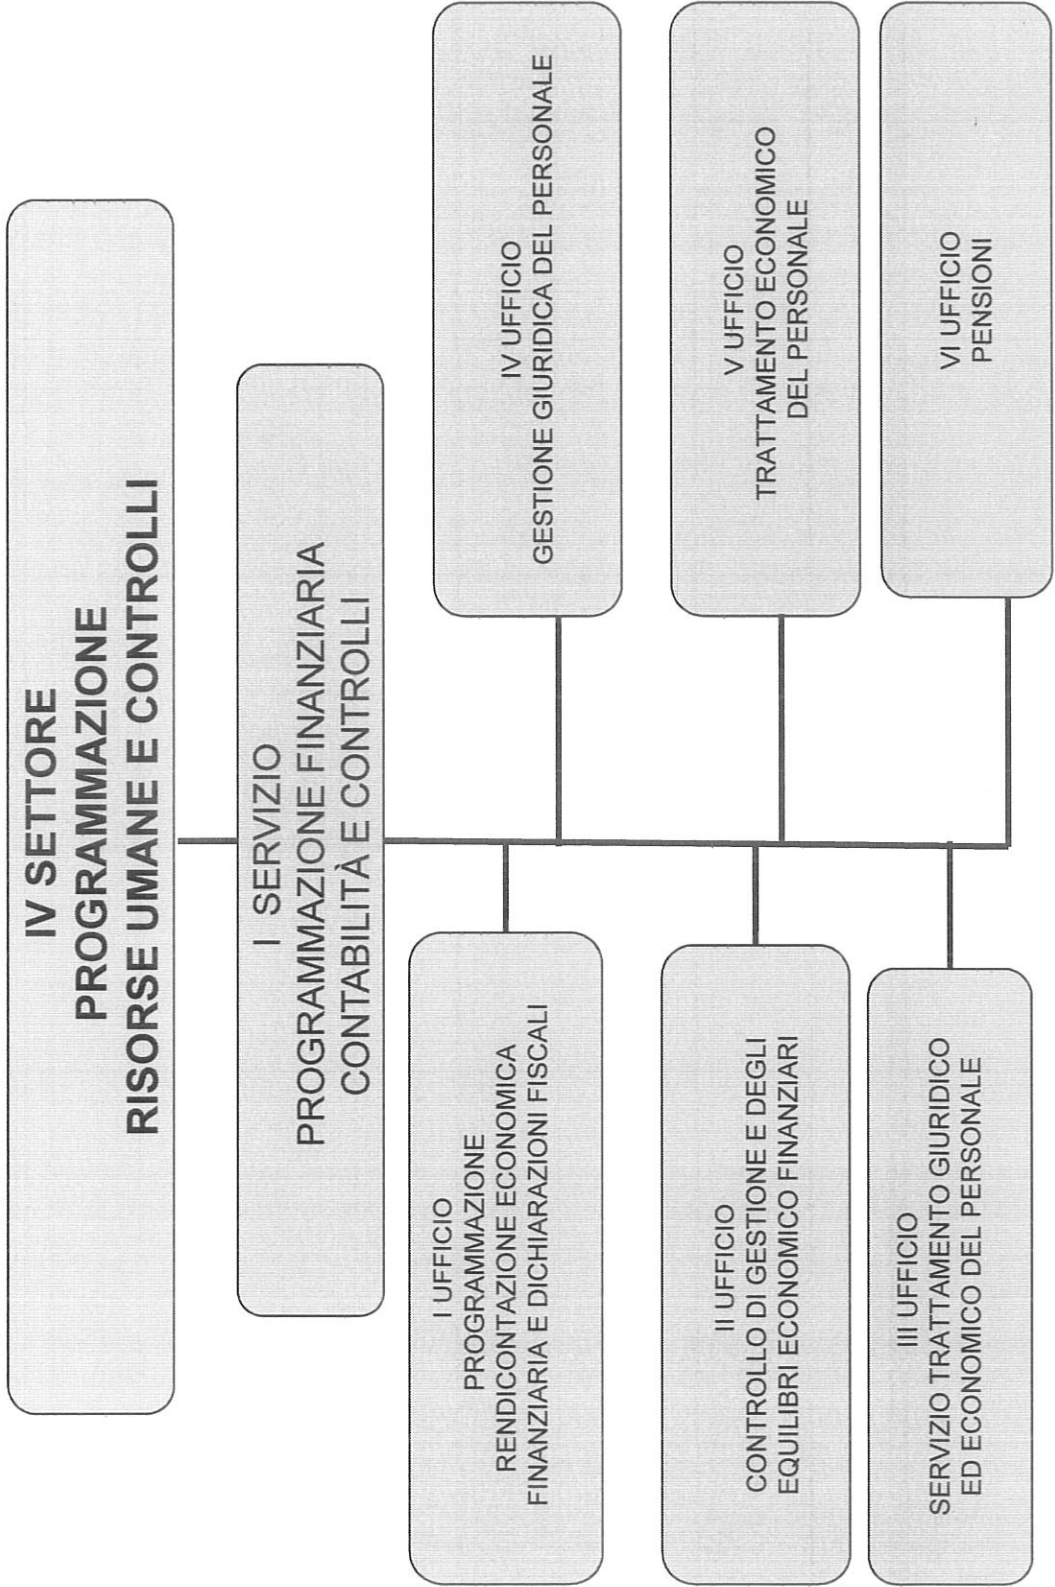 IV SETTORE
PROGRAMMAZIONE
RISORSE UMANE E CONTROLLI
I SERVIZIO
PROGRAMMAZIONE FINANZIARIA
CONTABILITÀ E CONTROLLI
I UFFICIO
PROGRAMMAZIONE
RENDICONTAZIONE ECONOMICA
FINANZIARIA E DICHIARAZIONI FISCALI
II UFFICIO
CONTROLLO DI GESTIONE E DEGLI
EQUILIBRI ECONOMICO FINANZIARI
III UFFICIO
SERVIZIO TRATTAMENTO GIURIDICO
ED ECONOMICO DEL PERSONALE
IV UFFICIO
GESTIONE GIURIDICA DEL PERSONALE
V UFFICIO
TRATTAMENTO ECONOMICO
DEL PERSONALE
VI UFFICIO
PENSIONI